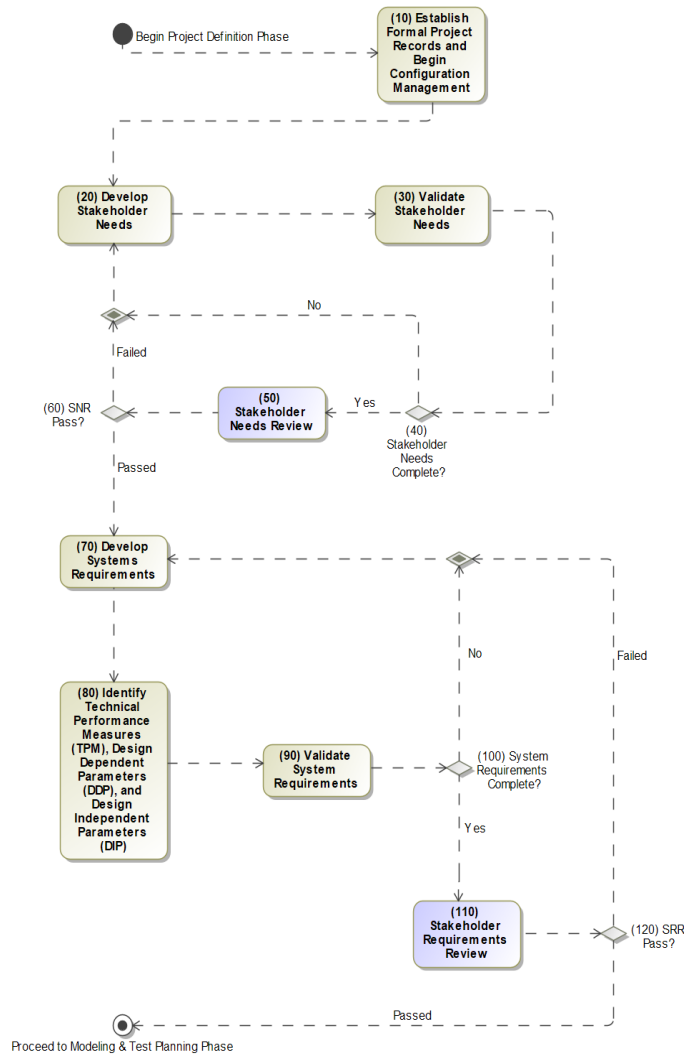 Begin Project Definition Phase
(10) Establish
Formal Project
Records and
Begin
Configuration
Management
(20) Develop
Stakeholder
Needs
(30) Validate
Stakeholder
Needs
No
Failed
(60) SNR
Pass?
(50)
Stakeholder
Needs Review
Yes
(40)
Stakeholder
Needs
Complete?
Passed
(70) Develop
Systems
Requirements
No
Failed
(80) Identify
Technical
Performance
Measures
(TPM), Design
Dependent
Parameters
(DDP), and
Design
Independent
Parameters
(DIP)
(90) Validate
System
Requirements
(100) System
Requirements
Complete?
Yes
(110)
Stakeholder
Requirements
Review
(120) SRR
Pass?
Passed
Proceed to Modeling & Test Planning Phase